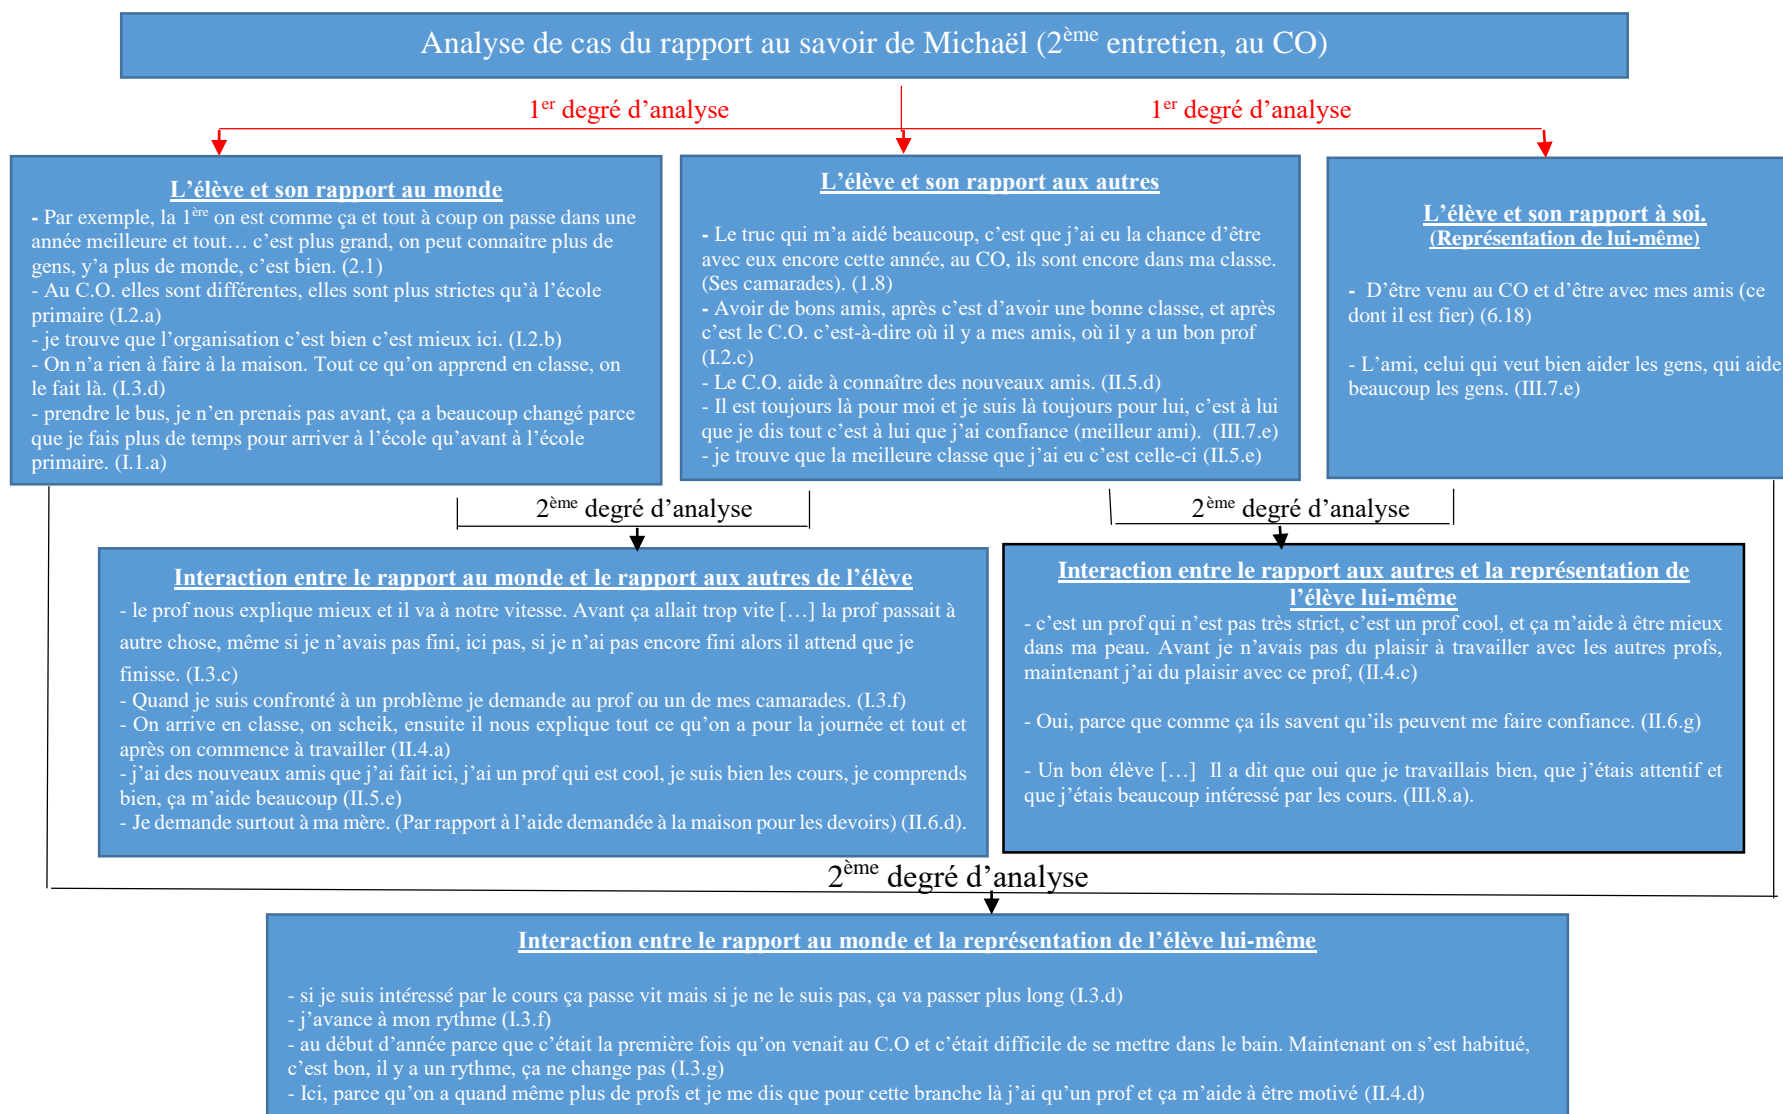 Analyse de cas du rapport au savoir de Michaël (2ème entretien, au CO)
1er degré d'analyse
1er degré d'analyse
L'élève et son rapport au monde
- Par exemple, la 1ère on est comme ça et tout à coup on passe dans une
année meilleure et tout… c'est plus grand, on peut connaitre plus de
gens, y'a plus de monde, c'est bien. (2.1)
- Au C.O. elles sont différentes, elles sont plus strictes qu'à l'école
primaire (I.2.a)
- je trouve que l'organisation c'est bien c'est mieux ici. (I.2.b)
- On n'a rien à faire à la maison. Tout ce qu'on apprend en classe, on
le fait là. (I.3.d)
- prendre le bus, je n'en prenais pas avant, ça a beaucoup changé parce
que je fais plus de temps pour arriver à l'école qu'avant à l'école
primaire. (I.1.a)
L'élève et son rapport aux autres
- Le truc qui m'a aidé beaucoup, c'est que j'ai eu la chance d'être
avec eux encore cette année, au CO, ils sont encore dans ma classe.
(Ses camarades). (1.8)
- Avoir de bons amis, après c'est d'avoir une bonne classe, et après
c'est le C.O. c'est-à-dire où il y a mes amis, où il y a un bon prof
(I.2.c)
- Le C.O. aide à connaître des nouveaux amis. (II.5.d)
- Il est toujours là pour moi et je suis là toujours pour lui, c'est à lui
que je dis tout c'est à lui que j'ai confiance (meilleur ami). (III.7.e)
- je trouve que la meilleure classe que j'ai eu c'est celle-ci (II.5.e)
L'élève et son rapport à soi.
(Représentation de lui-même)
- D'être venu au CO et d'être avec mes amis (ce
dont il est fier) (6.18)
- L'ami, celui qui veut bien aider les gens, qui aide
beaucoup les gens. (III.7.e)
2ème degré d'analyse
2ème degré d'analyse
Interaction entre le rapport au monde et le rapport aux autres de l'élève
- le prof nous explique mieux et il va à notre vitesse. Avant ça allait trop vite […] la prof passait à
autre chose, même si je n'avais pas fini, ici pas, si je n'ai pas encore fini alors il attend que je
finisse. (I.3.c)
- Quand je suis confronté à un problème je demande au prof ou un de mes camarades. (I.3.f)
- On arrive en classe, on scheik, ensuite il nous explique tout ce qu'on a pour la journée et tout et
après on commence à travailler (II.4.a)
- j'ai des nouveaux amis que j'ai fait ici, j'ai un prof qui est cool, je suis bien les cours, je comprends
bien, ça m'aide beaucoup (II.5.e)
- Je demande surtout à ma mère. (Par rapport à l'aide demandée à la maison pour les devoirs) (II.6.d).
Interaction entre le rapport aux autres et la représentation de
l'élève lui-même
- c'est un prof qui n'est pas très strict, c'est un prof cool, et ça m'aide à être mieux
dans ma peau. Avant je n'avais pas du plaisir à travailler avec les autres profs,
maintenant j'ai du plaisir avec ce prof, (II.4.c)
- Oui, parce que comme ça ils savent qu'ils peuvent me faire confiance. (II.6.g)
- Un bon élève […] Il a dit que oui que je travaillais bien, que j'étais attentif et
que j'étais beaucoup intéressé par les cours. (III.8.a).
2ème degré d'analyse
Interaction entre le rapport au monde et la représentation de l'élève lui-même
- si je suis intéressé par le cours ça passe vit mais si je ne le suis pas, ça va passer plus long (I.3.d)
- j'avance à mon rythme (I.3.f)
- au début d'année parce que c'était la première fois qu'on venait au C.O et c'était difficile de se mettre dans le bain. Maintenant on s'est habitué,
c'est bon, il y a un rythme, ça ne change pas (I.3.g)
- Ici, parce qu'on a quand même plus de profs et je me dis que pour cette branche là j'ai qu'un prof et ça m'aide à être motivé (II.4.d)